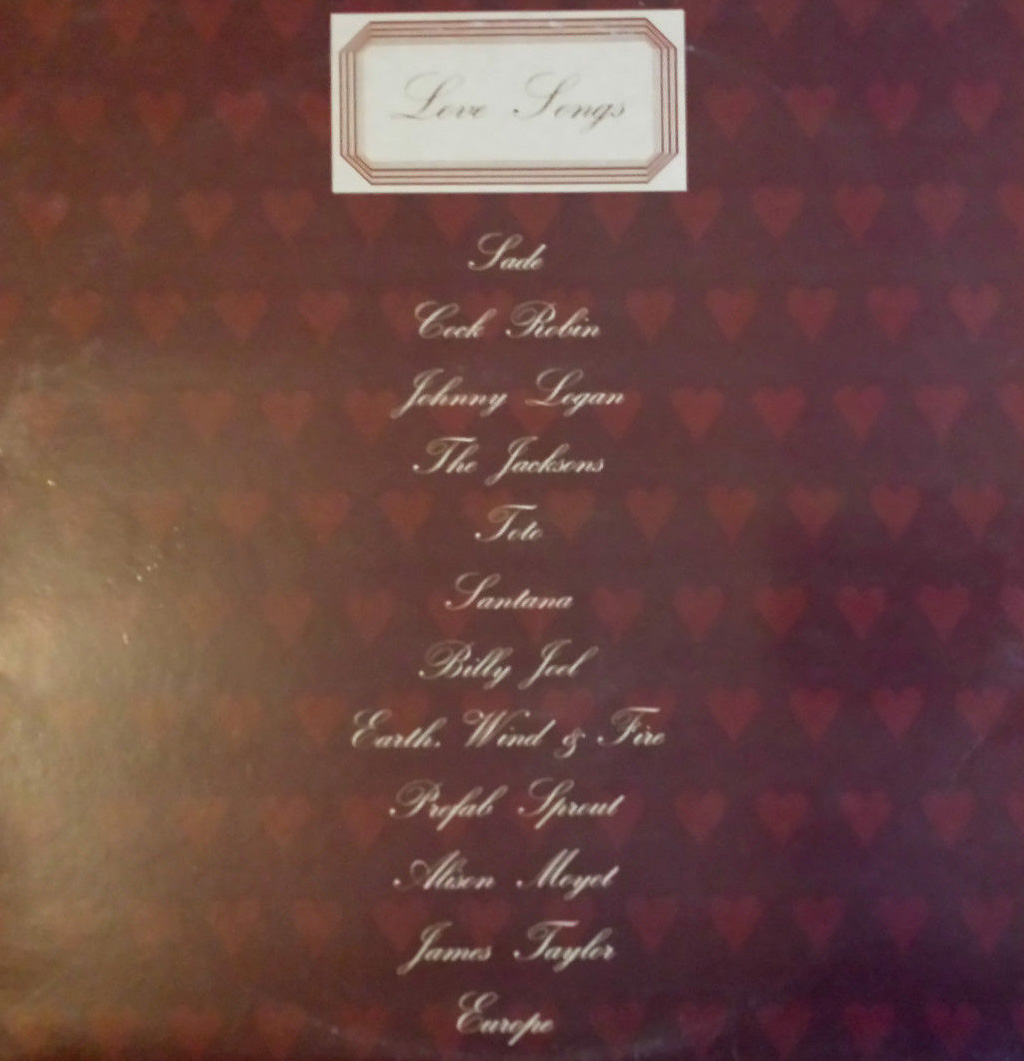 Love Songs
Sade
Cock Robin
Johnny Logan
The Jacksons
Toto
Santana
Billy Joel
Earth, Wind & Fire
Prefab Sprout
Alison Moyet
James Taylor
Europe